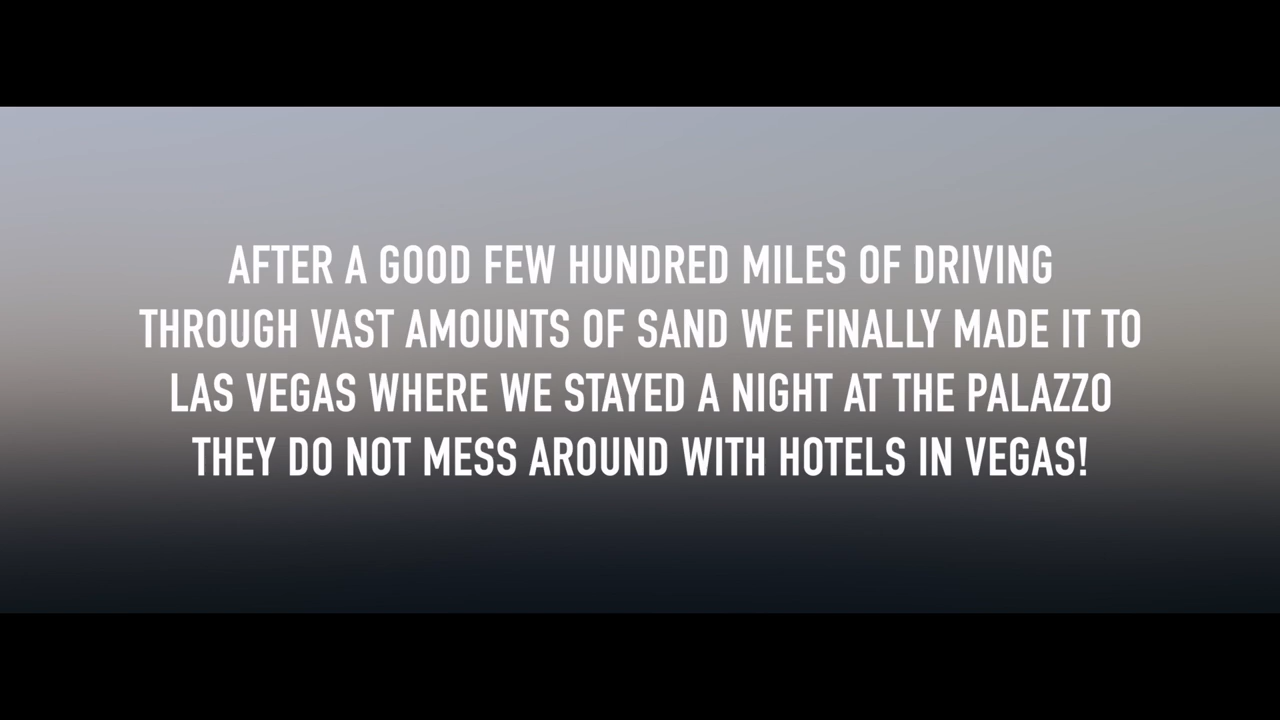 AFTER A GOOD FEW HUNDRED MILES OF DRIVING
THROUGH VAST AMOUNTS OF SAND WE FINALLY MADE IT TO
LAS VEGAS WHERE WE STAYED A NIGHT AT THE PALAZZO
THEY DO NOT MESS AROUND WITH HOTELS IN VEGAS!